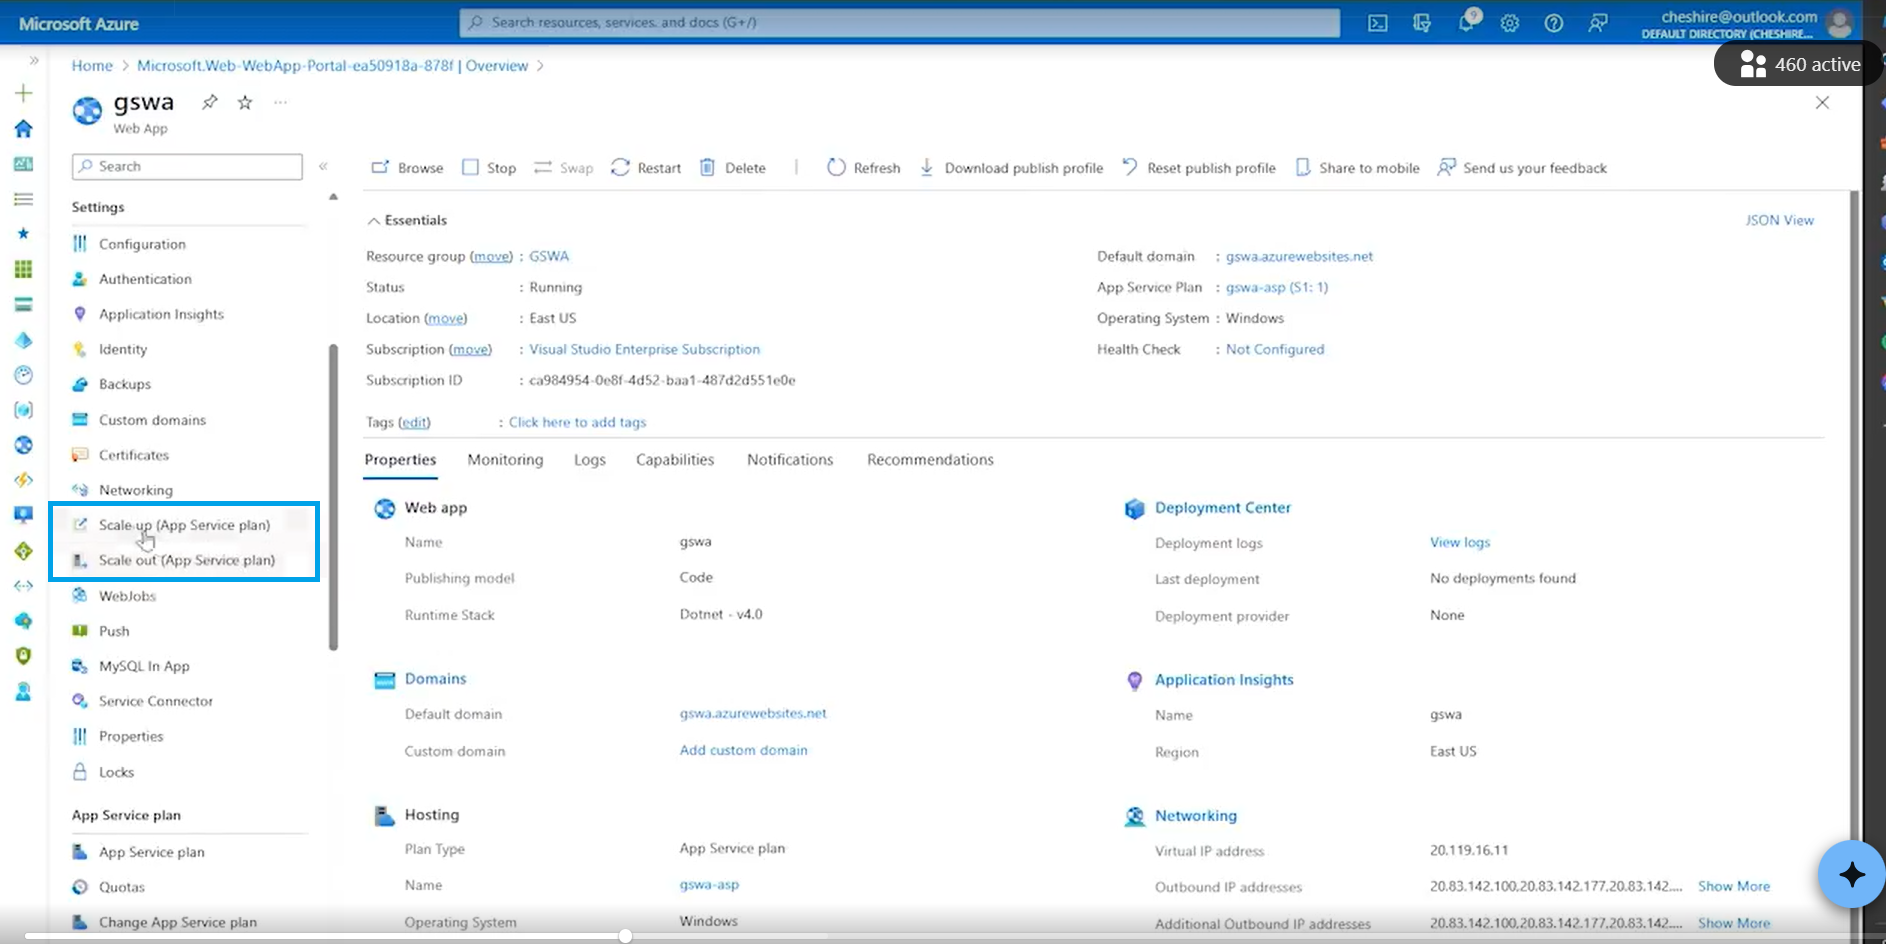 Microsoft Azure
Search resources, services, and docs (G+/)
9
cheshire@outlook.com
DEFAULT DIRECTORY (CHESHIRE...
460 active
Home > Microsoft.Web-WebApp-Portal-ea50918a-878f | Overview >
gswa
Web App
Search
Browse Stop Swap Restart Delete Refresh Download publish profile Reset publish profile Share to mobile Send us your feedback
Settings
Configuration
Authentication
Application Insights
Identity
Backups
Custom domains
Certificates
Networking
Scale up (App Service plan)
Scale out (App Service plan)
WebJobs
Push
MySQL In App
Service Connector
Properties
Locks
App Service plan
App Service plan
Quotas
Change App Service plan
Essentials
JSON View
Resource group (move) : GSWA
Status : Running
Location (move) : East US
Subscription (move) : Visual Studio Enterprise Subscription
Subscription ID : ca984954-0e8f-4d52-baa1-487d2d551e0e
Default domain : gswa.azurewebsites.net
App Service Plan : gswa-asp (S1: 1)
Operating System : Windows
Health Check : Not Configured
Tags (edit) : Click here to add tags
Properties Monitoring Logs Capabilities Notifications Recommendations
Web app
Name gswa
Publishing model Code
Runtime Stack Dotnet - v4.0
Domains
Default domain gswa.azurewebsites.net
Custom domain Add custom domain
Hosting
Plan Type App Service plan
Name gswa-asp
Operating System Windows
Deployment Center
Deployment logs View logs
Last deployment No deployments found
Deployment provider None
Application Insights
Name gswa
Region East US
Networking
Virtual IP address 20.119.16.11
Outbound IP addresses 20.83.142.100,20.83.142.177,20.83.142.... Show More
Additional Outbound IP addresses 20.83.142.100,20.83.142.177,20.83.142.... Show More